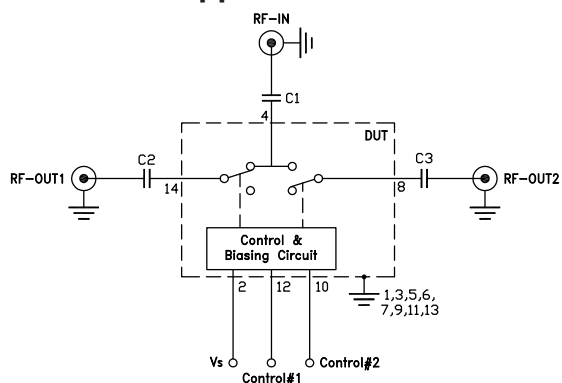 RF-IN
C1
4
DUT
C2
C3
RF-OUT1
14
8
RF-OUT2
Control &
Biasing Circuit
2
12
10
1,3,5,6,
7,9,11,13
Vs
Control#2
Control#1